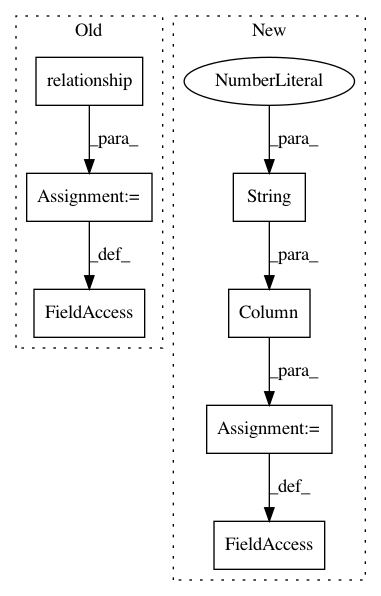 Old
relationship
_para_
Assignment:=
_def_
FieldAccess
New
NumberLiteral
_para_
String
_para_
Column
_para_
Assignment:=
_def_
FieldAccess